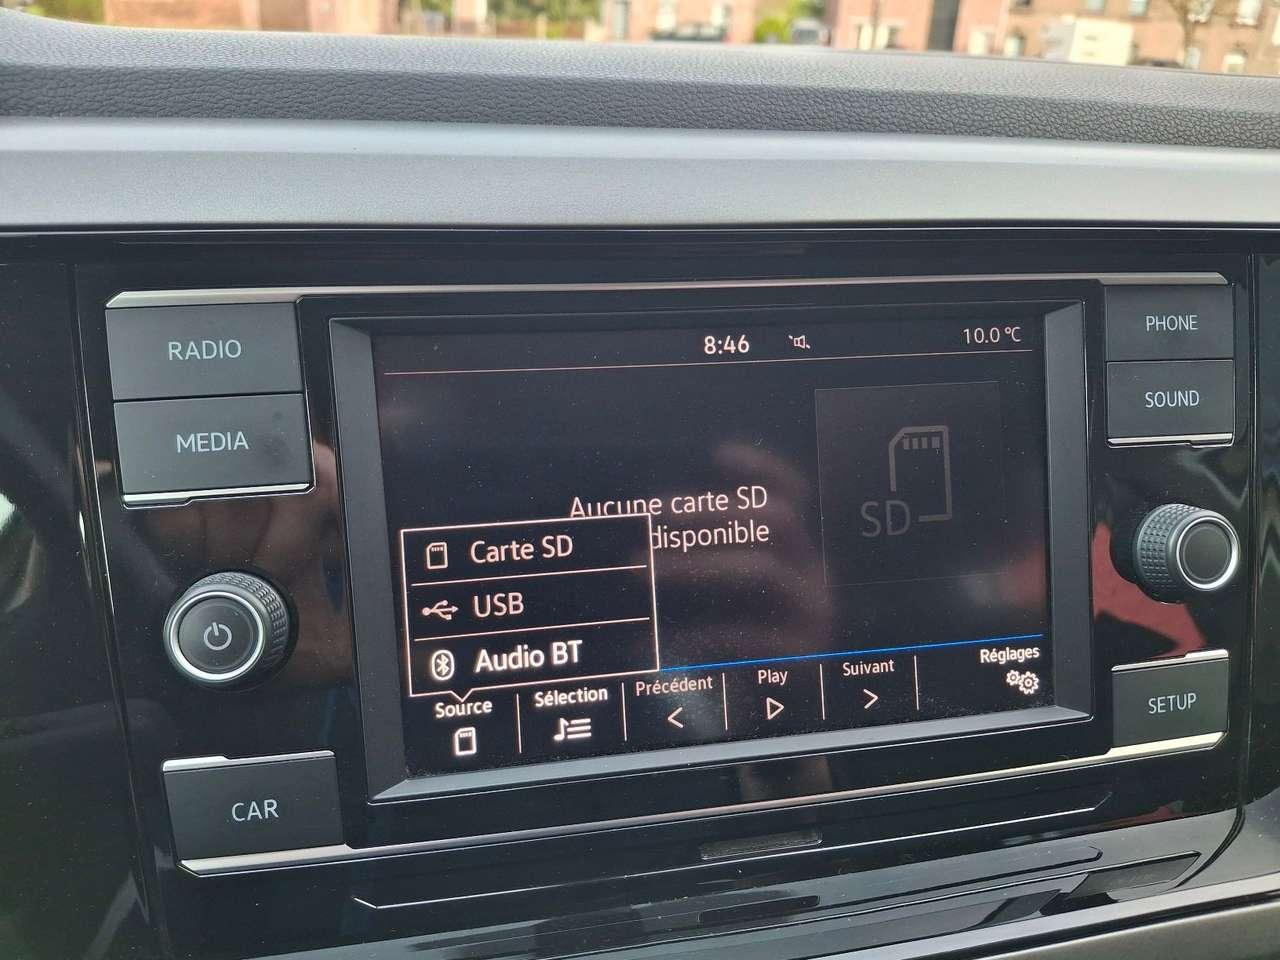 8:46
10.0 °C
RADIO
MEDIA
PHONE
SOUND
SETUP
CAR
Aucune carte SD
disponible
SD
Carte SD
USB
Audio BT
Source
Sélection
Précédent
Play
Suivant
Réglages